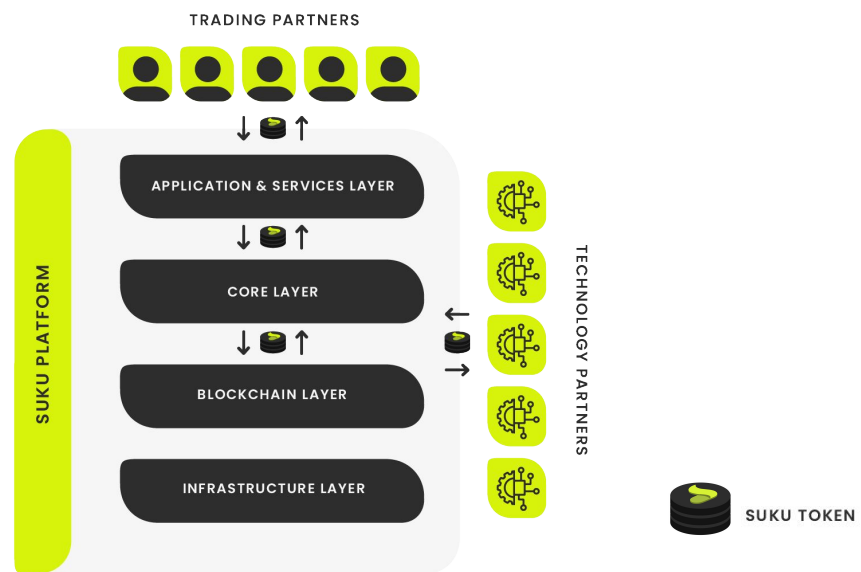 TRADING PARTNERS
SUKU PLATFORM
APPLICATION & SERVICES LAYER
CORE LAYER
BLOCKCHAIN LAYER
INFRASTRUCTURE LAYER
TECHNOLOGY PARTNERS
SUKU TOKEN